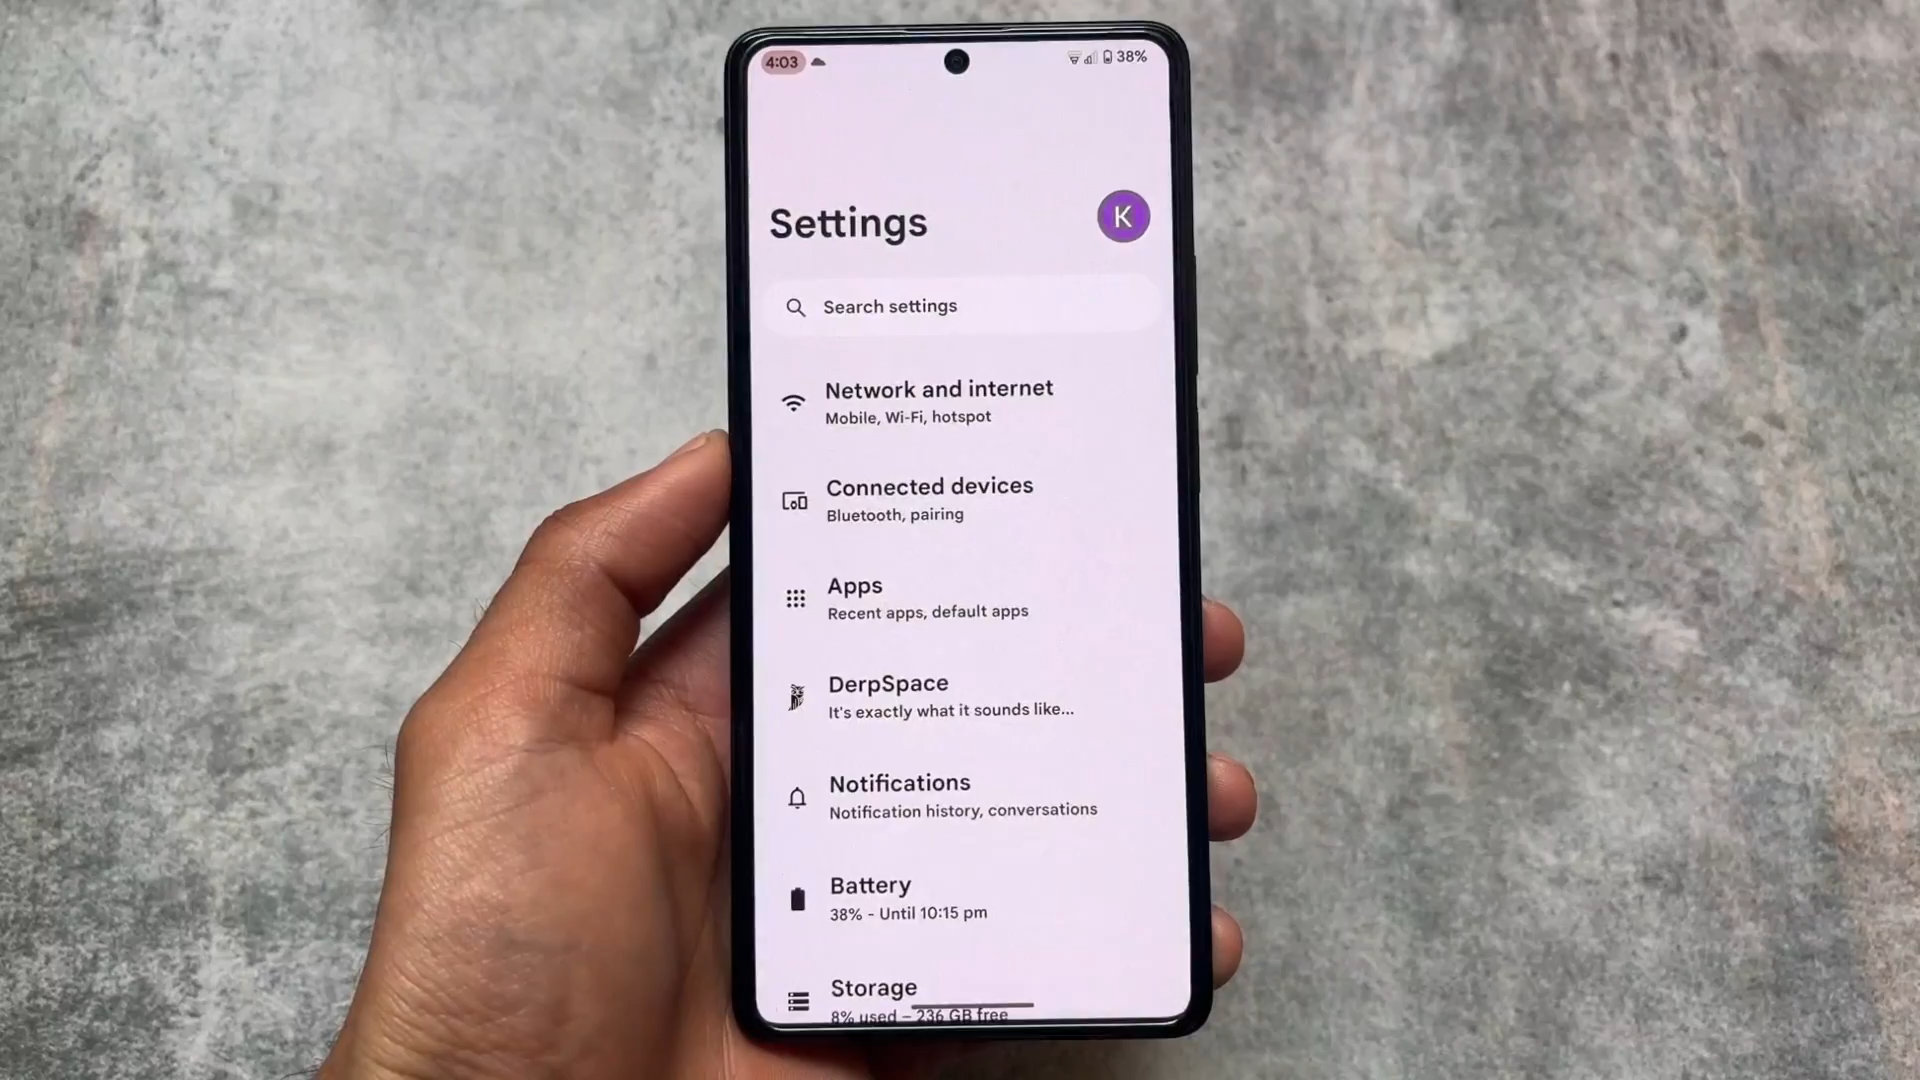 4:03
38%
Settings
K
Search settings
Network and internet
Mobile, Wi-Fi, hotspot
Connected devices
Bluetooth, pairing
Apps
Recent apps, default apps
DerpSpace
It's exactly what it sounds like...
Notifications
Notification history, conversations
Battery
38% - Until 10:15 pm
Storage
8% used – 236 GB free